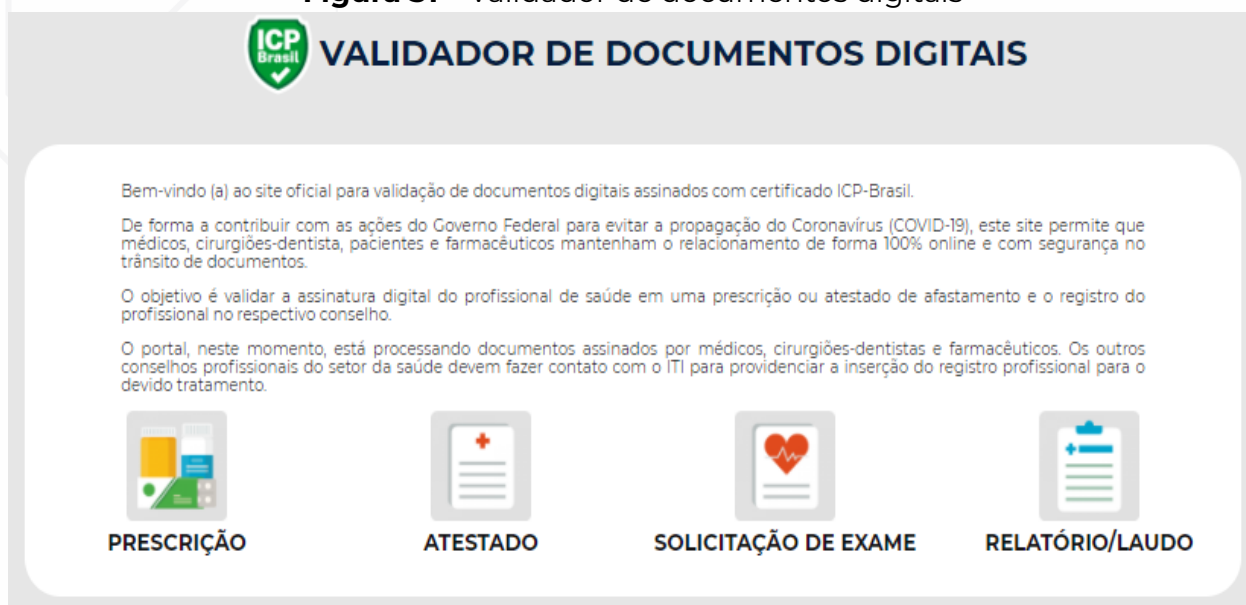 Validador de documentos digitais
ICP
Brasil
VALIDADOR DE DOCUMENTOS DIGITAIS
Bem-vindo (a) ao site oficial para validação de documentos digitais assinados com certificado ICP-Brasil.
De forma a contribuir com as ações do Governo Federal para evitar a propagação do Coronavírus (COVID-19), este site permite que
médicos, cirurgiões-dentista, pacientes e farmacêuticos mantenham o relacionamento de forma 100% online e com segurança no
trânsito de documentos.
O objetivo é validar a assinatura digital do profissional de saúde em uma prescrição ou atestado de afastamento e o registro do
profissional no respectivo conselho.
O portal, neste momento, está processando documentos assinados por médicos, cirurgiões-dentistas e farmacêuticos. Os outros
conselhos profissionais do setor da saúde devem fazer contato com o ITI para providenciar a inserção do registro profissional para o
devido tratamento.
PRESCRIÇÃO ATESTADO SOLICITAÇÃO DE EXAME RELATÓRIO/LAUDO